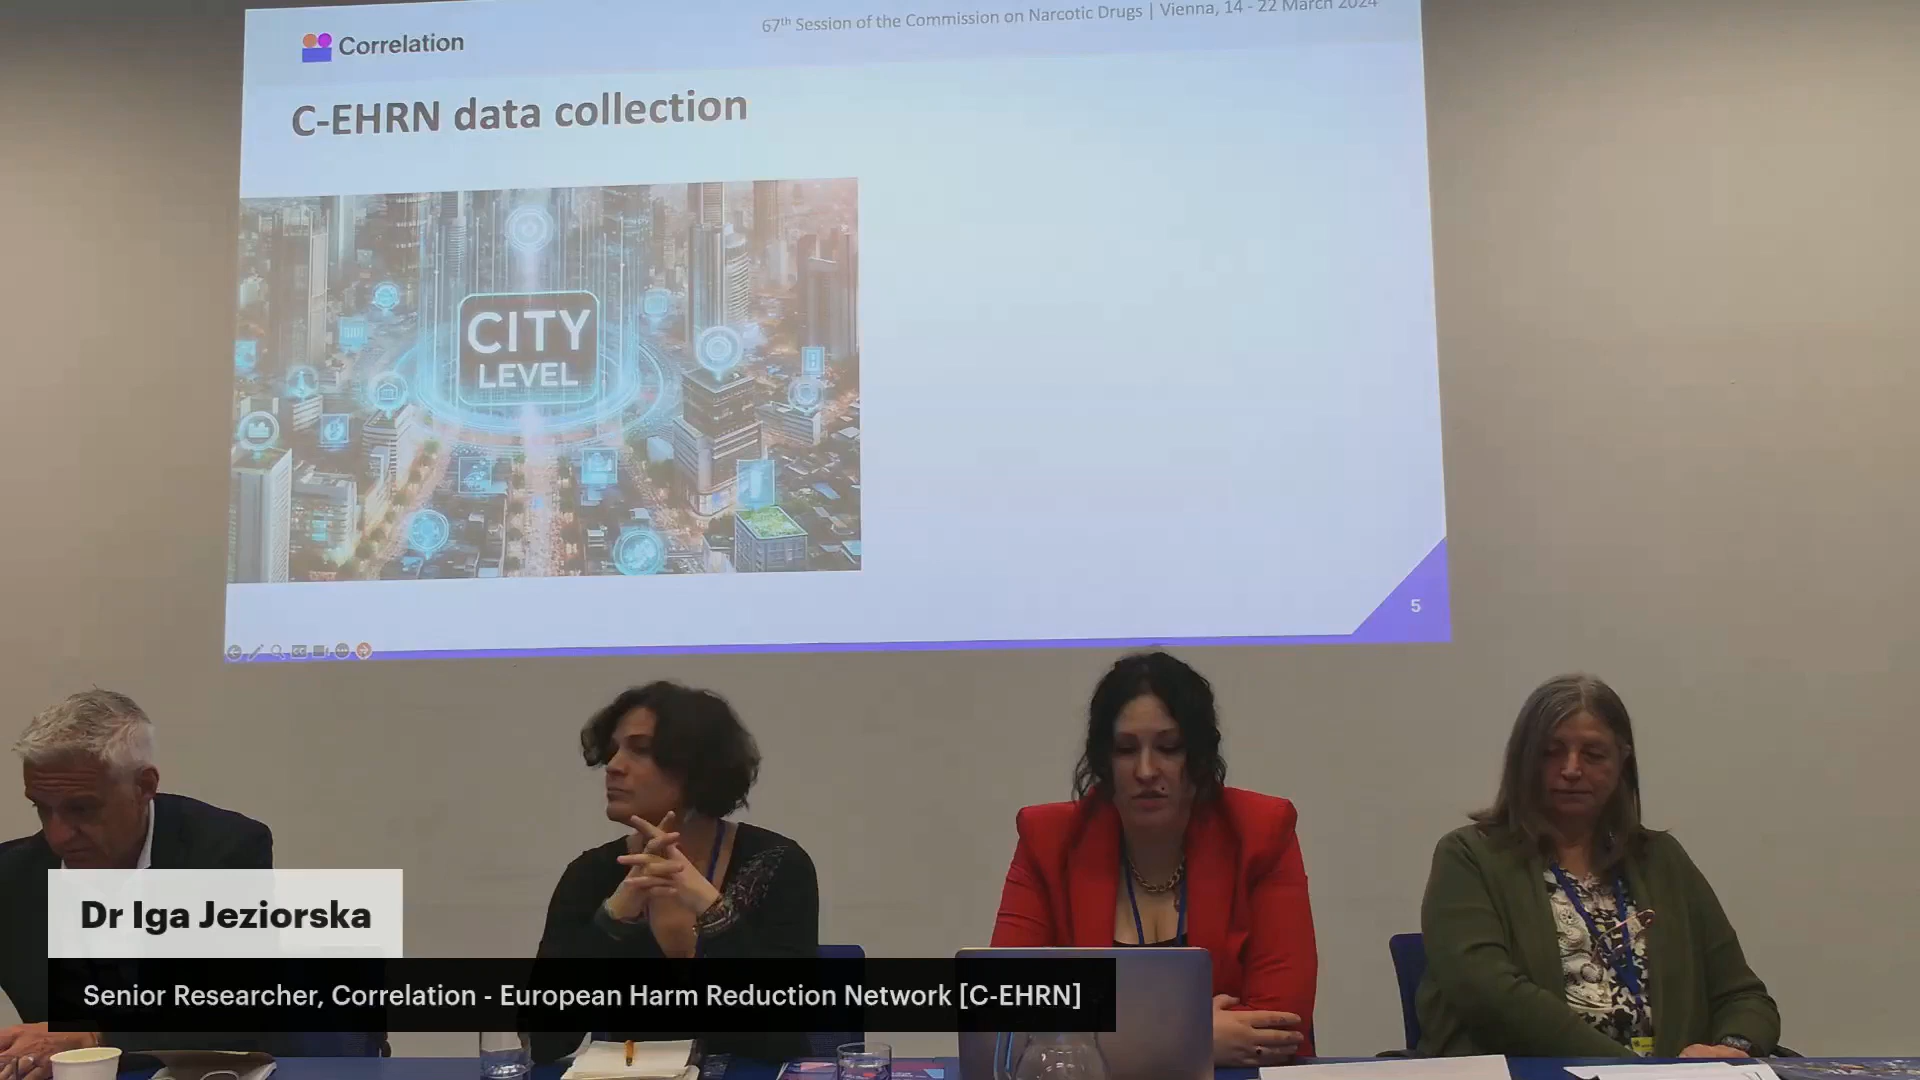 Correlation
67th Session of the Commission on Narcotic Drugs | Vienna, 14 - 22 March 2024
C-EHRN data collection
CITY
LEVEL
5
Dr Iga Jeziorska
Senior Researcher, Correlation - European Harm Reduction Network [C-EHRN]